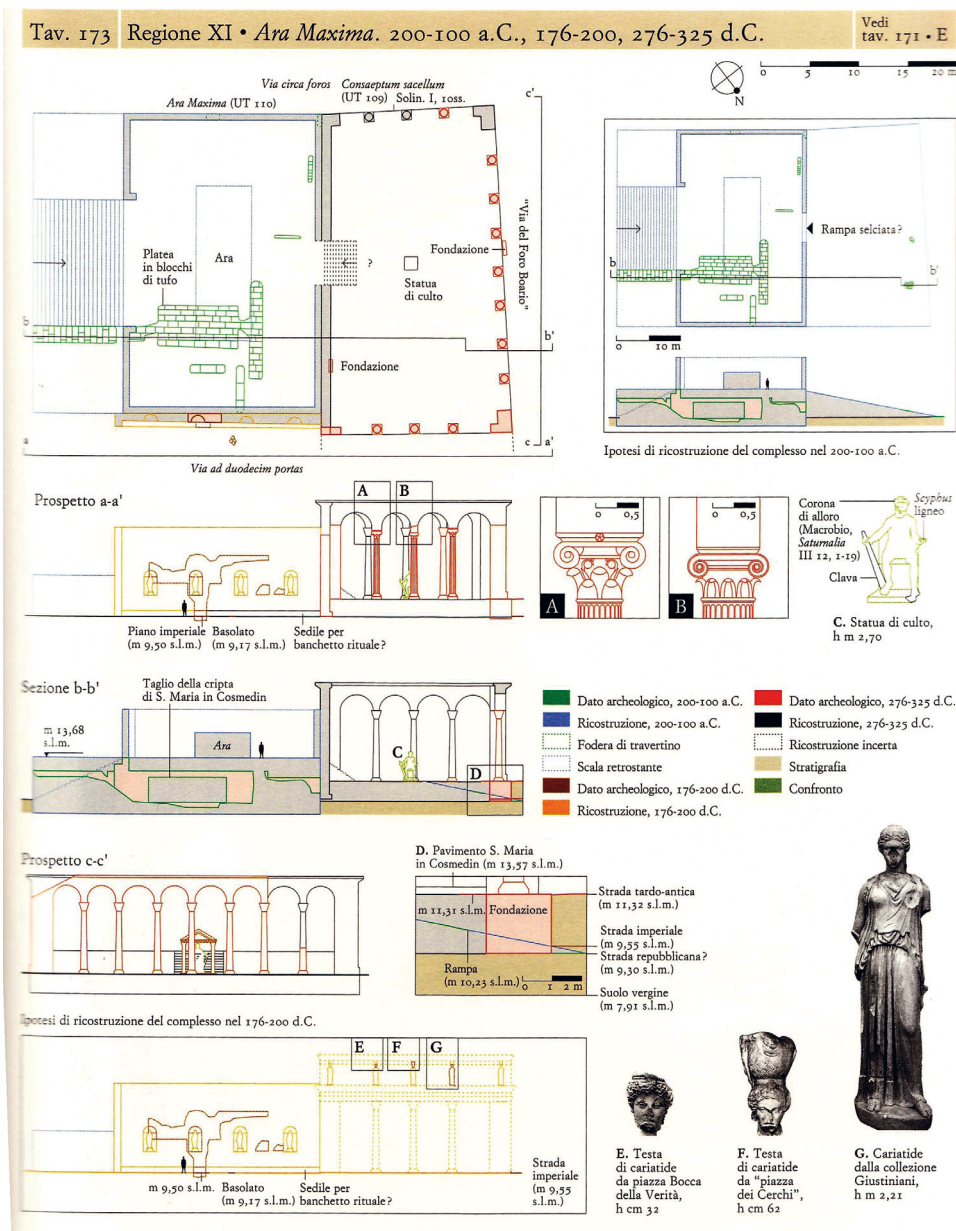 Tav. 173
Regione XI • Ara Maxima. 200-100 a.C., 176-200, 276-325 d.C.
Vedi
tav. 171 • E
0 5 10 15 20 m
N
Via circa foros
Consaeptum sacellum
(UT 109) Solin. I, 10ss.
Ara Maxima (UT 110)
c'
Platea
in blocchi
di tufo
Ara
?
Fondazione
Statua
di culto
"Via del Foro Boario"
Fondazione
b
b'
a
c
a'
Via ad duodecim portas
Rampa selciata?
b
b'
0 10 m
Ipotesi di ricostruzione del complesso nel 200-100 a.C.
Prospetto a-a'
A
B
Piano imperiale
(m 9,50 s.l.m.)
Basolato
(m 9,17 s.l.m.)
Sedile per
banchetto rituale?
0 0,5
A
0 0,5
B
Corona
di alloro
(Macrobio,
Saturnalia
III 12, 1-19)
Clava
Scyphus
ligneo
C. Statua di culto,
h m 2,70
Sezione b-b'
Taglio della cripta
di S. Maria in Cosmedin
m 13,68
s.l.m.
Ara
C
D
Dato archeologico, 200-100 a.C.
Ricostruzione, 200-100 a.C.
Fodera di travertino
Scala retrostante
Dato archeologico, 176-200 d.C.
Ricostruzione, 176-200 d.C.
Dato archeologico, 276-325 d.C.
Ricostruzione, 276-325 d.C.
Ricostruzione incerta
Stratigrafia
Confronto
Prospetto c-c'
D. Pavimento S. Maria
in Cosmedin (m 13,57 s.l.m.)
m 11,31 s.l.m.
Fondazione
Rampa
(m 10,23 s.l.m.)
0 1 2 m
Strada tardo-antica
(m 11,32 s.l.m.)
Strada imperiale
(m 9,55 s.l.m.)
Strada repubblicana?
(m 9,30 s.l.m.)
Suolo vergine
(m 7,91 s.l.m.)
Ipotesi di ricostruzione del complesso nel 176-200 d.C.
E
F
G
m 9,50 s.l.m.
Basolato
(m 9,17 s.l.m.)
Sedile per
banchetto rituale?
Strada
imperiale
(m 9,55
s.l.m.)
E. Testa
di cariatide
da piazza Bocca
della Verità,
h cm 32
F. Testa
di cariatide
da "piazza
dei Cerchi",
h cm 62
G. Cariatide
dalla collezione
Giustiniani,
h m 2,21